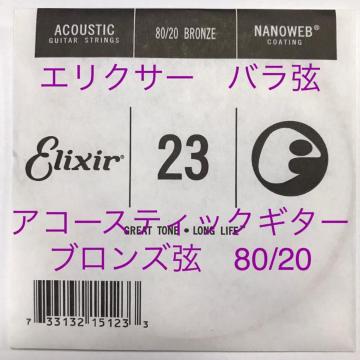 ACOUSTIC
GUITAR STRINGS
80/20 BRONZE
NANOWEB®
COATING
エリクサー　バラ弦
Elixir®
23
アコースティックギター
GREAT TONE • LONG LIFE™
ブロンズ弦　80/20
7 33132 15123 3